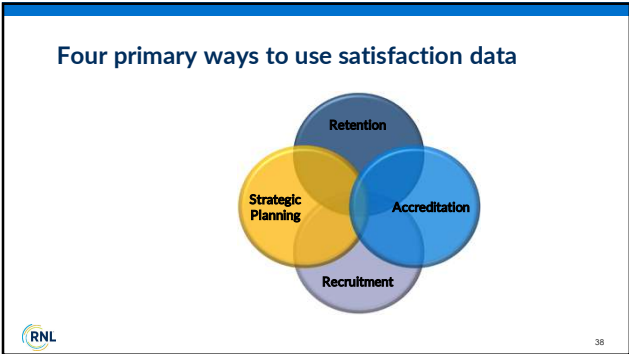 Four primary ways to use satisfaction data
Retention
Strategic
Planning
Accreditation
Recruitment
RNL
38